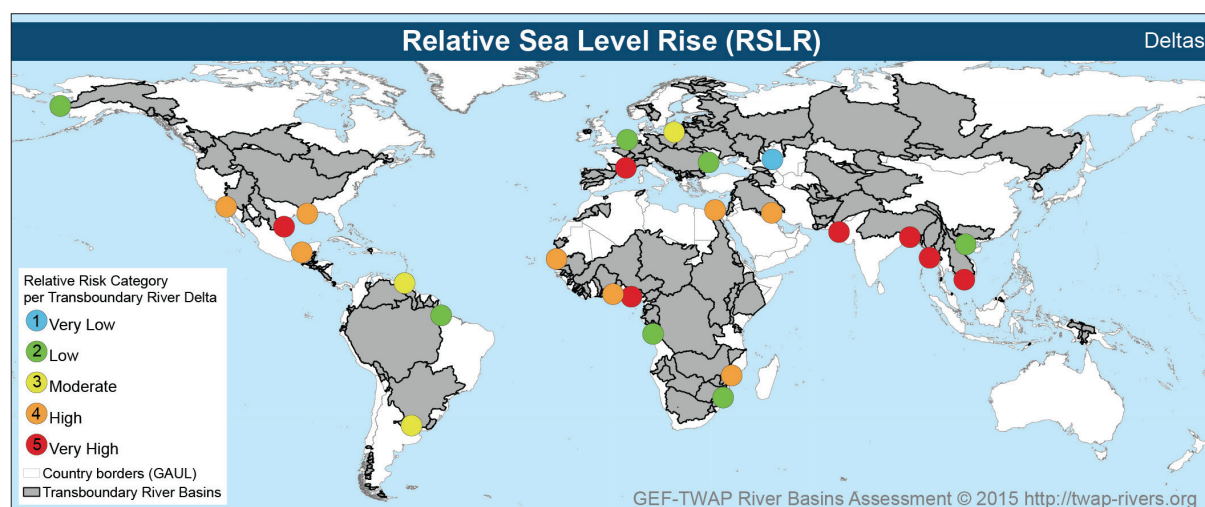 Relative Sea Level Rise (RSLR)
Deltas
Relative Risk Category
per Transboundary River Delta
1 Very Low
2 Low
3 Moderate
4 High
5 Very High
Country borders (GAUL)
Transboundary River Basins
GEF-TWAP River Basins Assessment © 2015 http://twap-rivers.org